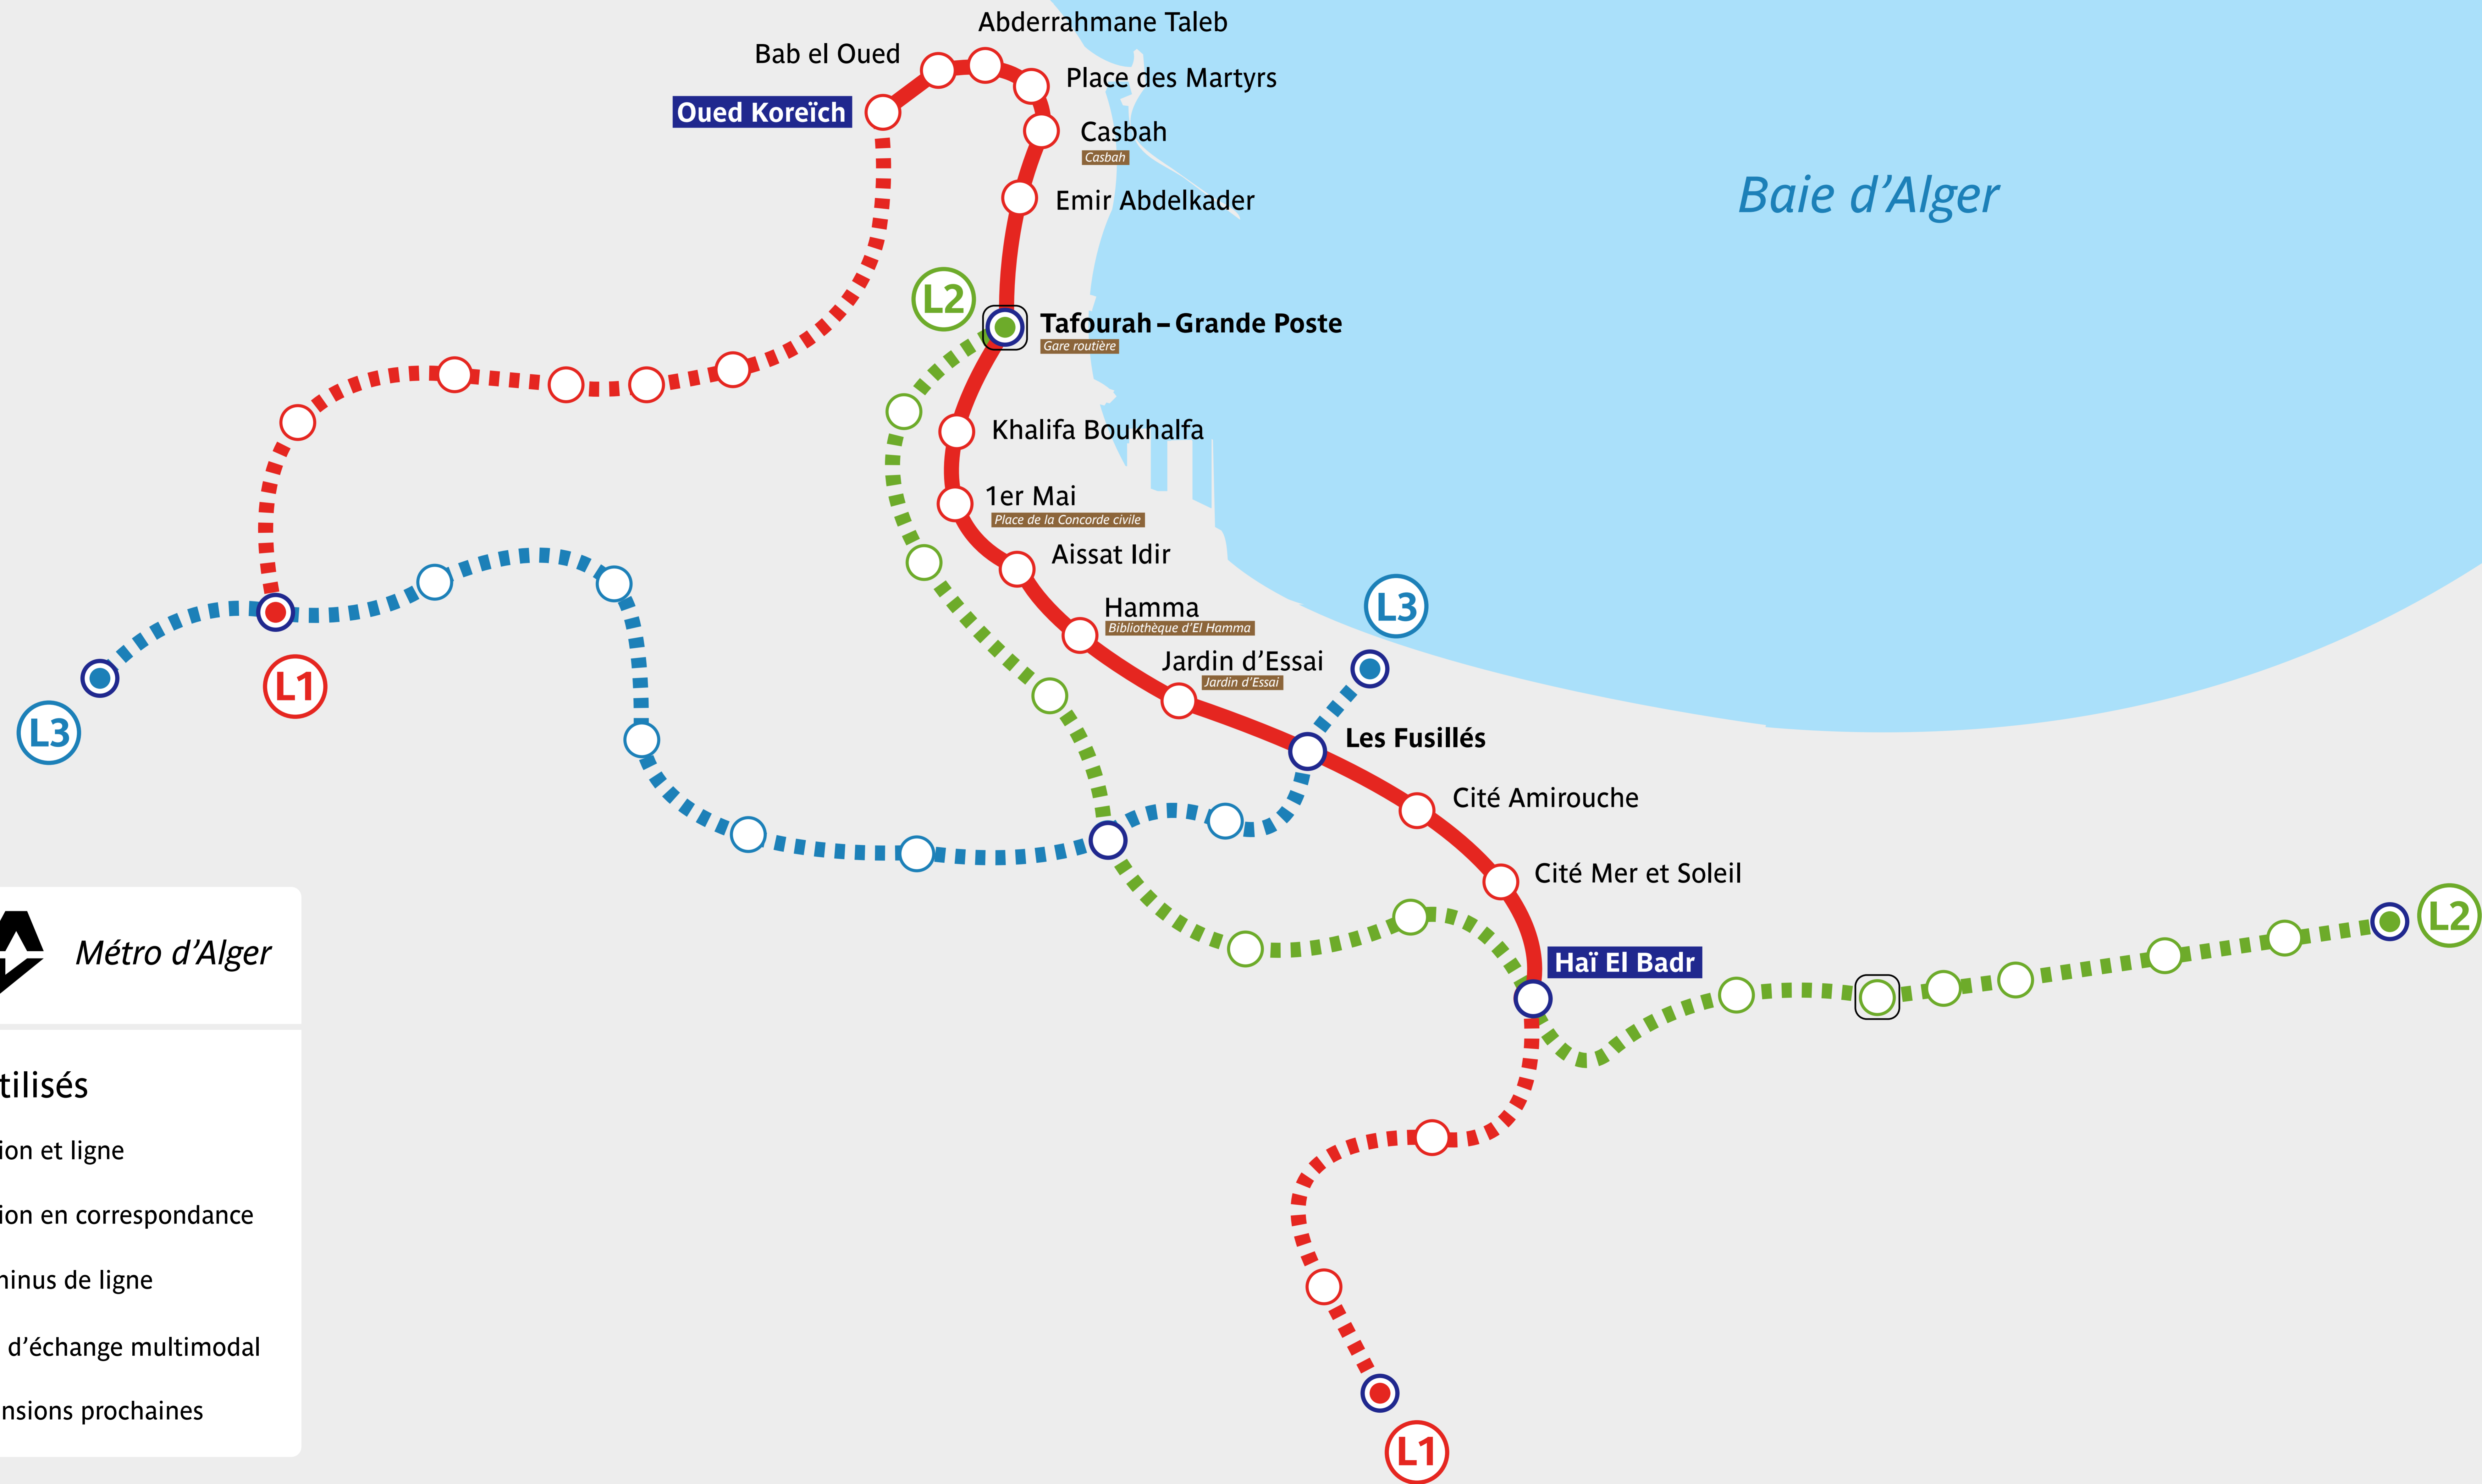 Abderrahmane Taleb
Bab el Oued
Place des Martyrs
Oued Koreïch
Casbah
Casbah
Emir Abdelkader
Baie d’Alger
L2
Tafourah – Grande Poste
Gare routière
Khalifa Boukhalfa
1er Mai
Place de la Concorde civile
Aissat Idir
Hamma
Bibliothèque d’El Hamma
L3
Jardin d’Essai
Jardin d’Essai
L1
L3
Les Fusillés
Cité Amirouche
Cité Mer et Soleil
L2
Haï El Badr
Métro d’Alger
tilisés
ion et ligne
ion en correspondance
ninus de ligne
d’échange multimodal
nsions prochaines
L1